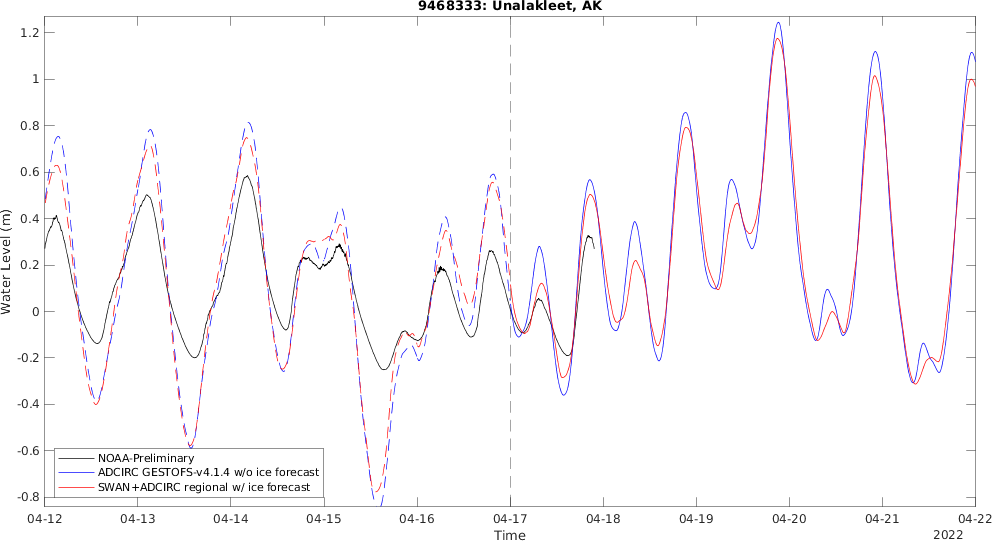 9468333: Unalakleet, AK
Water Level (m)
1.2
1
0.8
0.6
0.4
0.2
0
-0.2
-0.4
-0.6
-0.8
NOAA-Preliminary
ADCIRC GESTOFS-v4.1.4 w/o ice forecast
SWAN+ADCIRC regional w/ ice forecast
04-12 04-13 04-14 04-15 04-16 04-17 04-18 04-19 04-20 04-21 04-22
Time
2022